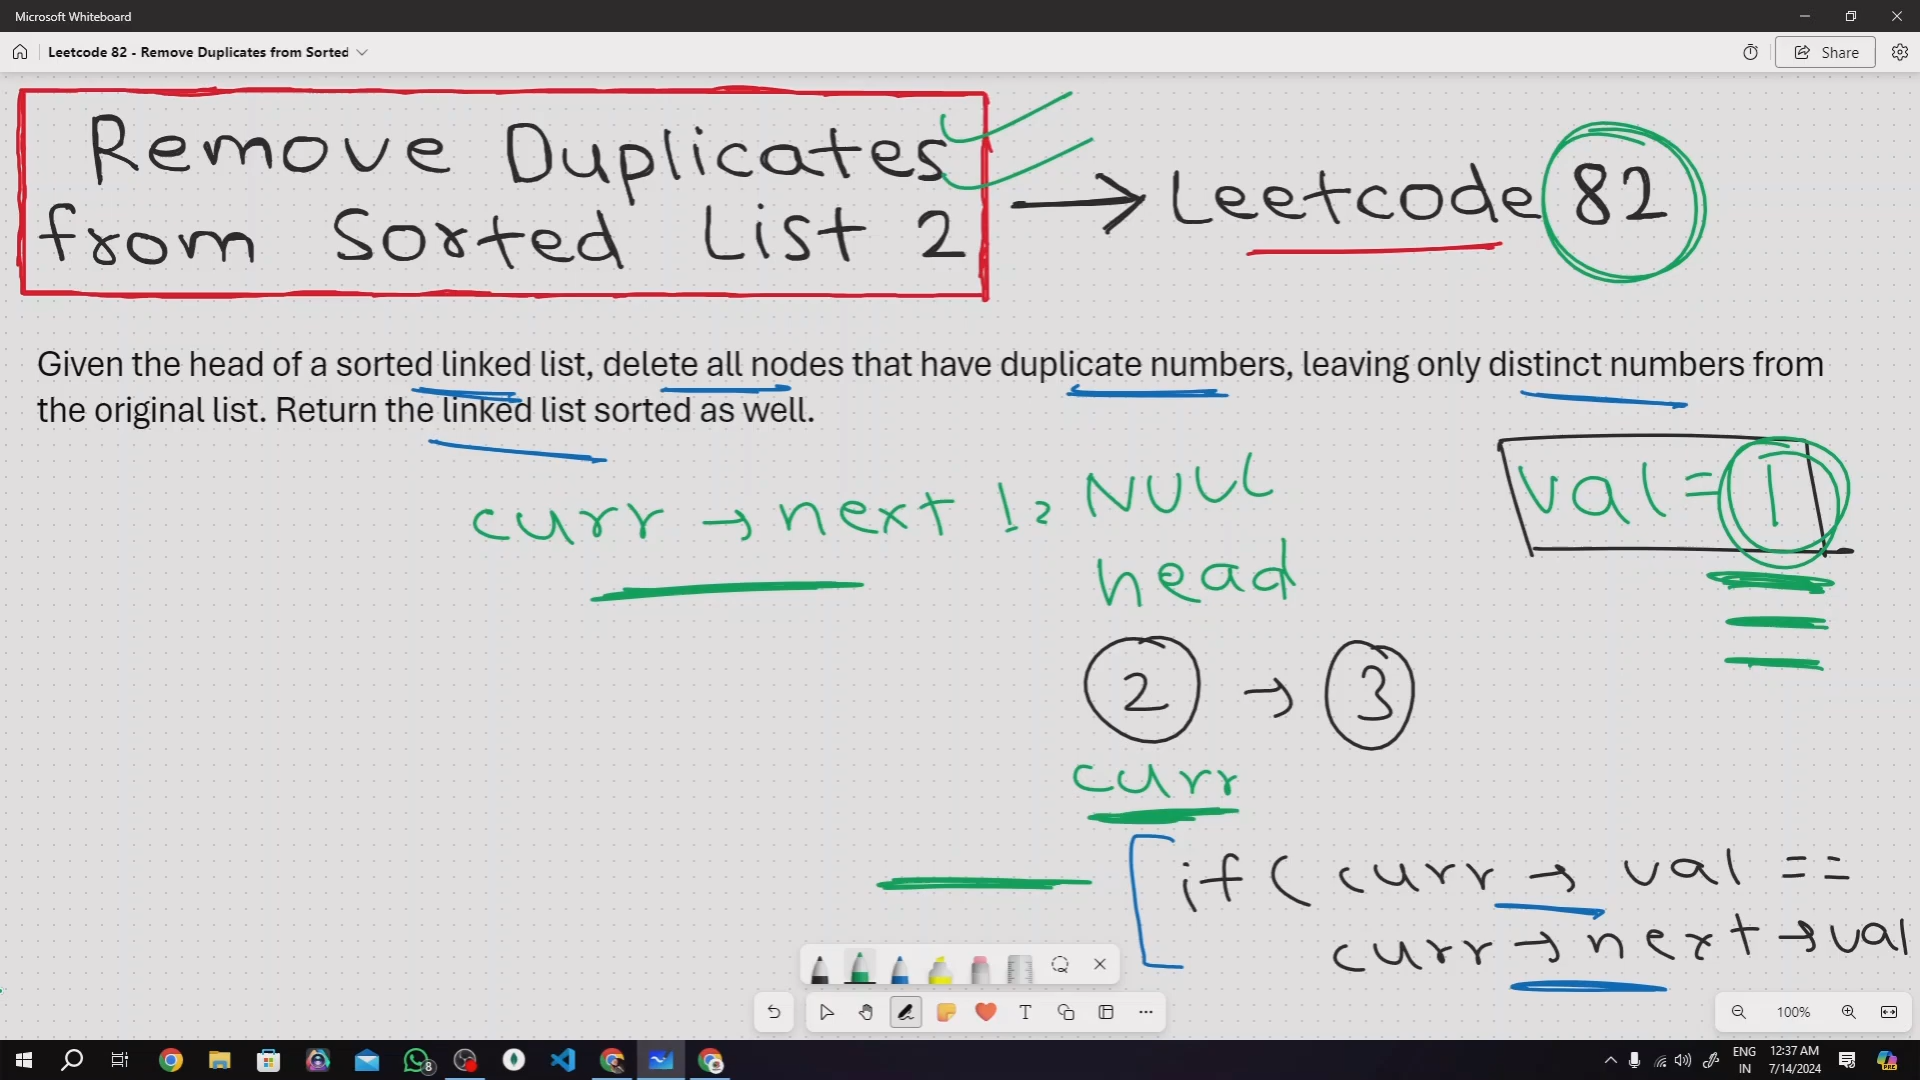 Microsoft Whiteboard
Leetcode 82 - Remove Duplicates from Sorted
Share
Remove Duplicates
from Sorted List 2
→ Leetcode 82
Given the head of a sorted linked list, delete all nodes that have duplicate numbers, leaving only distinct numbers from
the original list. Return the linked list sorted as well.
val = 1
curr → next != NULL
head
2 → 3
curr
if ( curr → val ==
curr → next → val
T
100%
8
ENG
IN
12:37 AM
7/14/2024
PRE